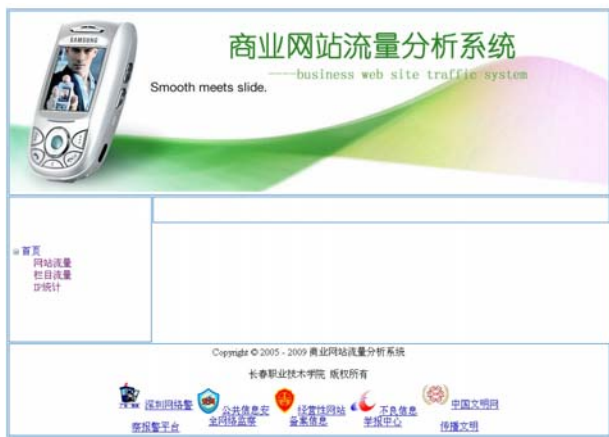 SAMSUNG
商业网站流量分析系统
----business web site traffic system
Smooth meets slide.
首页
网站流量
栏目流量
IP统计
Copyright © 2005 - 2009 商业网站流量分析系统
长春职业技术学院 版权所有
深圳网络警
察报警平台
公共信息安
全网络监察
经营性网站
备案信息
不良信息
举报中心
中国文明网
传播文明